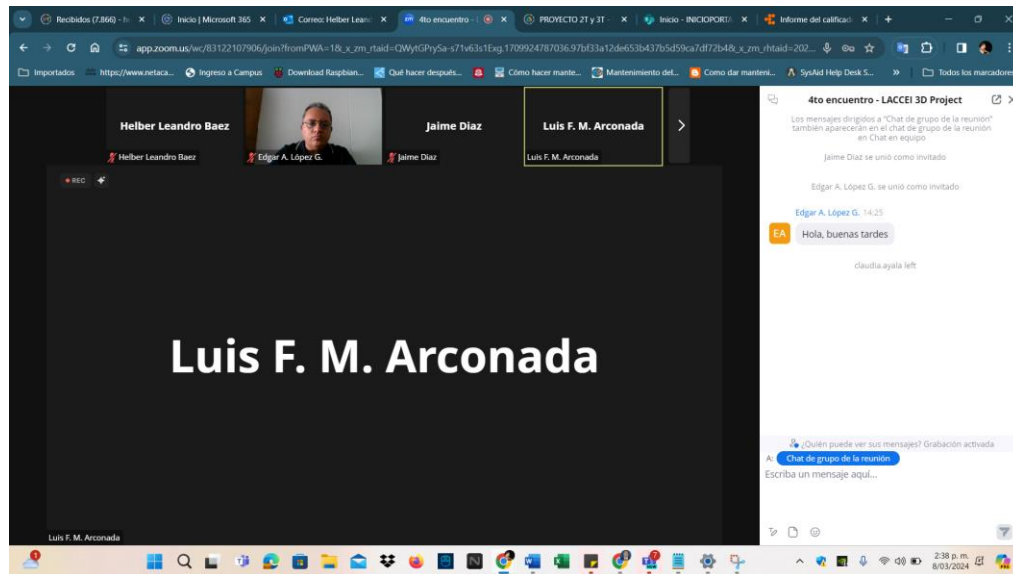 Recibidos (7.866) - h
Inicio | Microsoft 365
Correo: Helber Lean
4to encuentro - L
PROYECTO 2T y 3T -
Inicio - INICIOPORTA
Informe del calificad
app.zoom.us/wc/83122107906/join?fromPWA=1&_x_zm_rtaid=QWytGPrySa-s71v63s1Exg.1709924787036.97bf33a12de653b437b5d59ca7df72b4&_x_zm_rhtaid=202...
Importados
https://www.netaca...
Ingreso a Campus
Download Raspbian...
Qué hacer después...
Cómo hacer mante...
Mantenimiento del...
Como dar manteni...
SysAid Help Desk S...
»
Todos los marcadores
Helber Leandro Baez
Jaime Diaz
Luis F. M. Arconada
Helber Leandro Baez
Edgar A. López G.
Jaime Diaz
Luis F. M. Arconada
REC
Luis F. M. Arconada
Luis F. M. Arconada
4to encuentro - LACCEI 3D Project
Los mensajes dirigidos a "Chat de grupo de la reunión"
también aparecerán en el chat de grupo de la reunión
en Chat en equipo
Jaime Diaz se unió como invitado
Edgar A. López G. se unió como invitado
Edgar A. López G. 14:25
EA
Hola, buenas tardes
claudia.ayala left
¿Quién puede ver sus mensajes? Grabación activada
A: Chat de grupo de la reunión
Escriba un mensaje aquí...
2:38 p. m.
8/03/2024